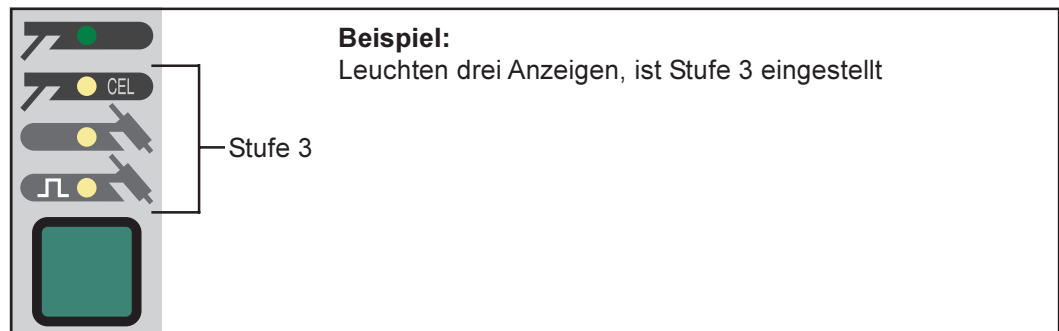 Beispiel:
Leuchten drei Anzeigen, ist Stufe 3 eingestellt
CEL
Stufe 3